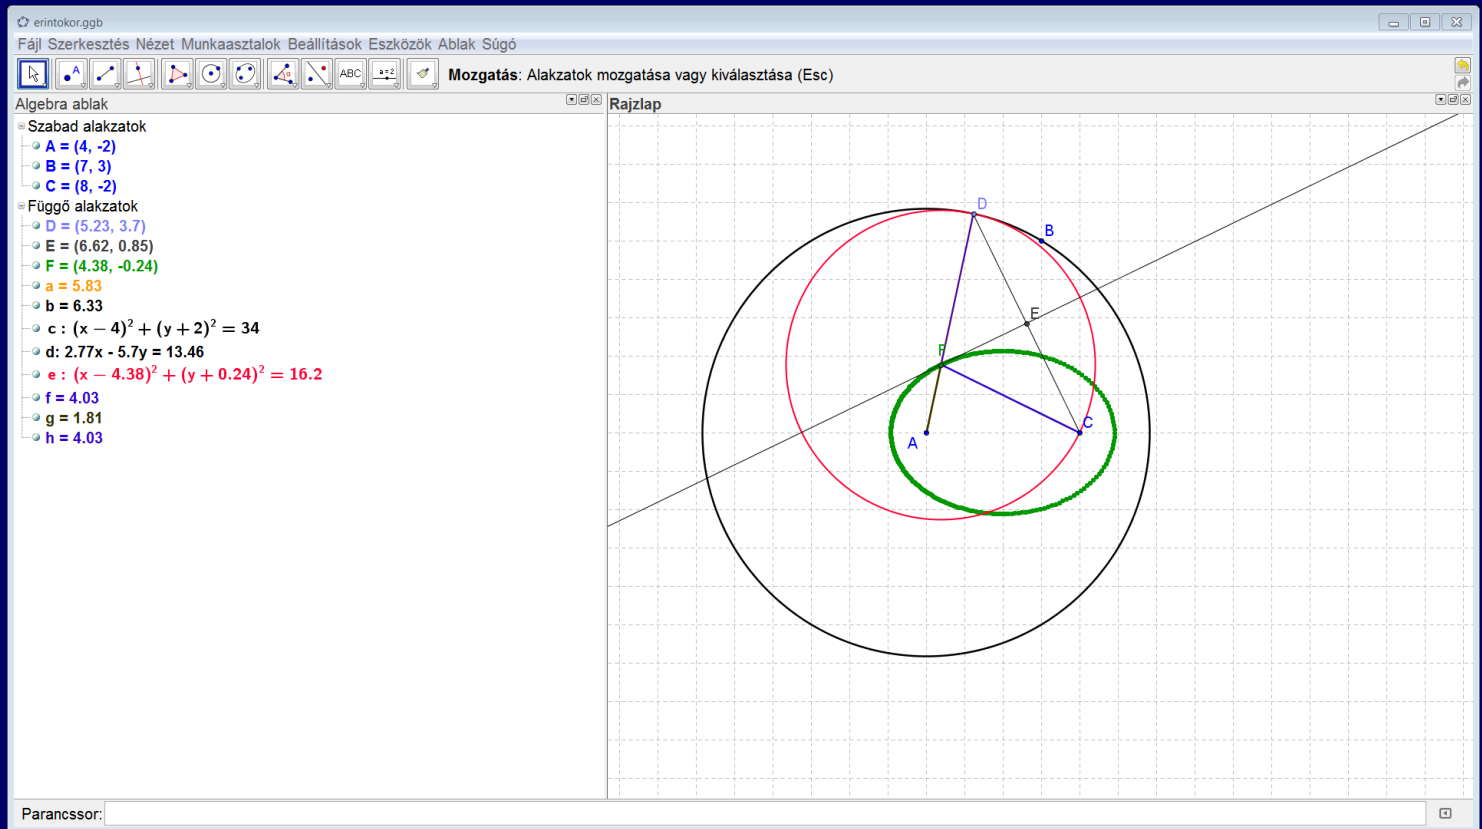 erintokor.ggb
Fájl Szerkesztés Nézet Munkaasztalok Beállítások Eszközök Ablak Súgó
A α ABC a=2 Mozgatás: Alakzatok mozgatása vagy kiválasztása (Esc)
Algebra ablak
Szabad alakzatok
A = (4, -2)
B = (7, 3)
C = (8, -2)
Függő alakzatok
D = (5.23, 3.7)
E = (6.62, 0.85)
F = (4.38, -0.24)
a = 5.83
b = 6.33
c : (x − 4)² + (y + 2)² = 34
d: 2.77x - 5.7y = 13.46
e : (x − 4.38)² + (y + 0.24)² = 16.2
f = 4.03
g = 1.81
h = 4.03
Rajzlap
D
B
E
F
C
A
Parancssor: